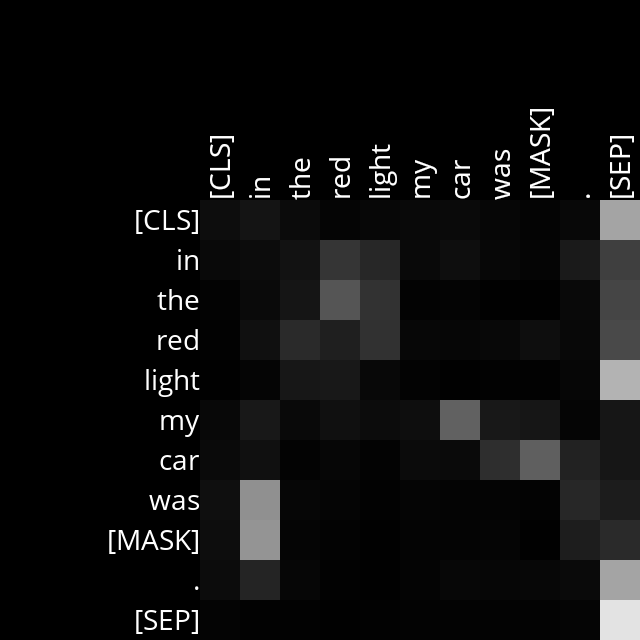 [CLS] in the red light my car was [MASK] . [SEP]
[CLS]
in
the
red
light
my
car
was
[MASK]
.
[SEP]